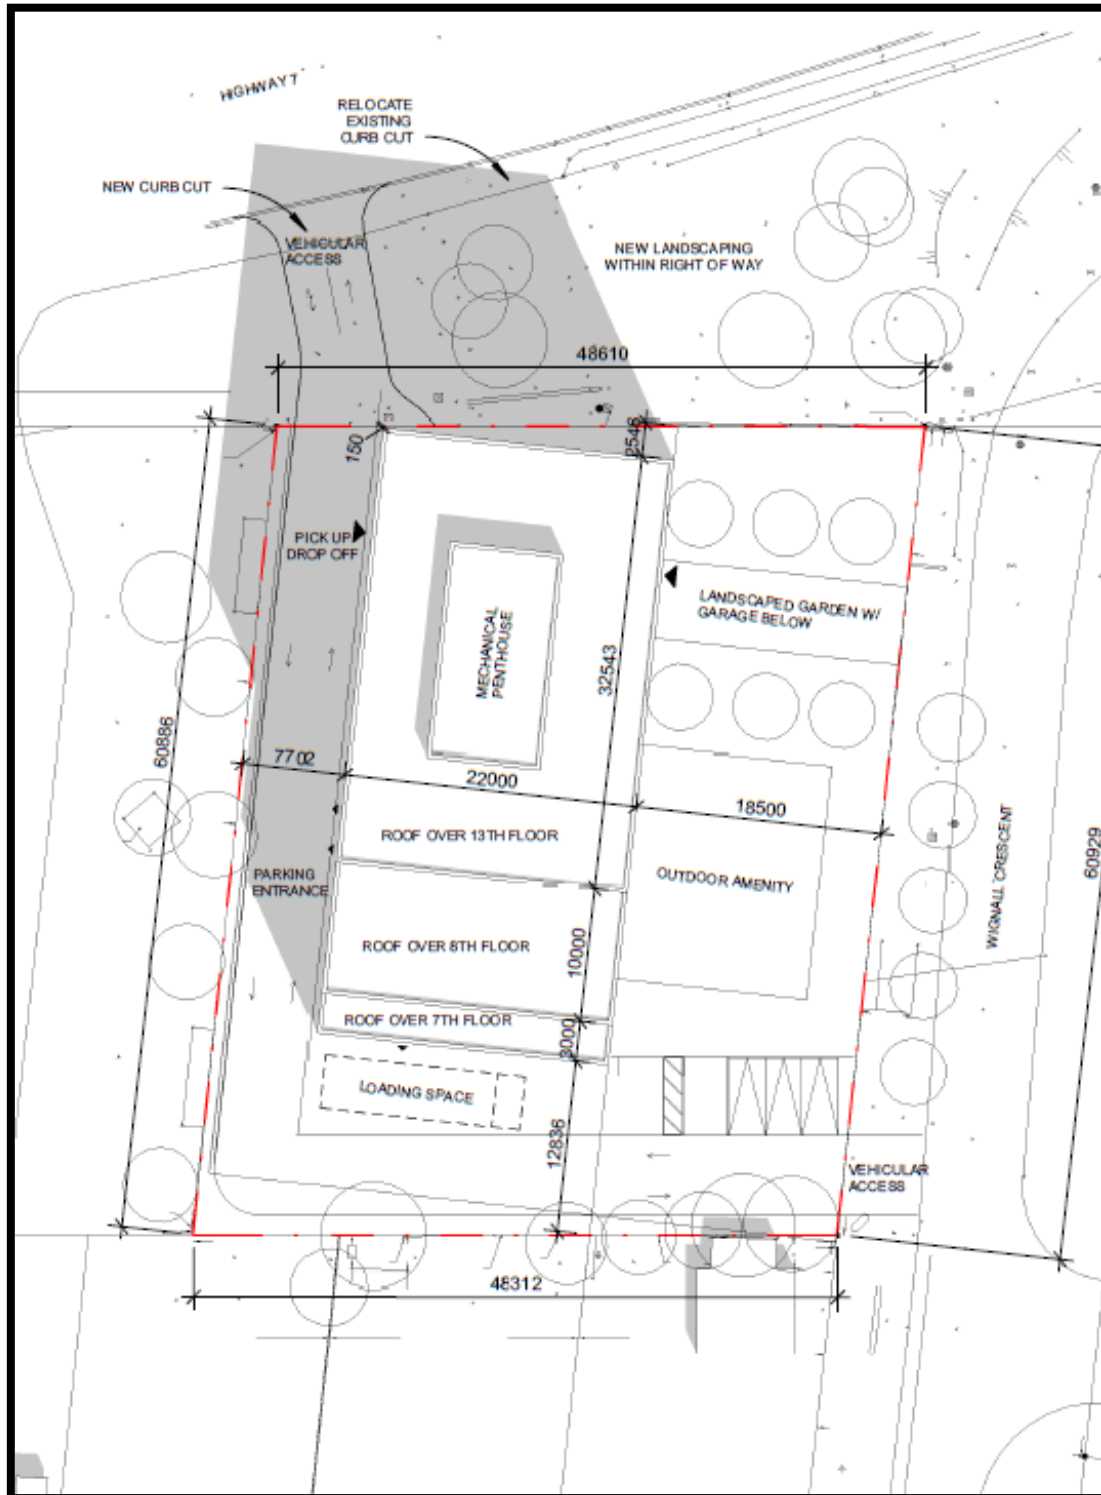 HIGHWAY 7
RELOCATE
EXISTING
CURB CUT
NEW CURB CUT
VEHICULAR
ACCESS
NEW LANDSCAPING
WITHIN RIGHT OF WAY
48610
150
2546
PICK UP
DROP OFF
MECHANICAL
PENTHOUSE
LANDSCAPED GARDEN W/
GARAGE BELOW
32543
60886
7702
22000
18500
ROOF OVER 13TH FLOOR
PARKING
ENTRANCE
OUTDOOR AMENITY
WIGNALL CRESCENT
60929
ROOF OVER 8TH FLOOR
10000
ROOF OVER 7TH FLOOR
3000
LOADING SPACE
12836
VEHICULAR
ACCESS
48312